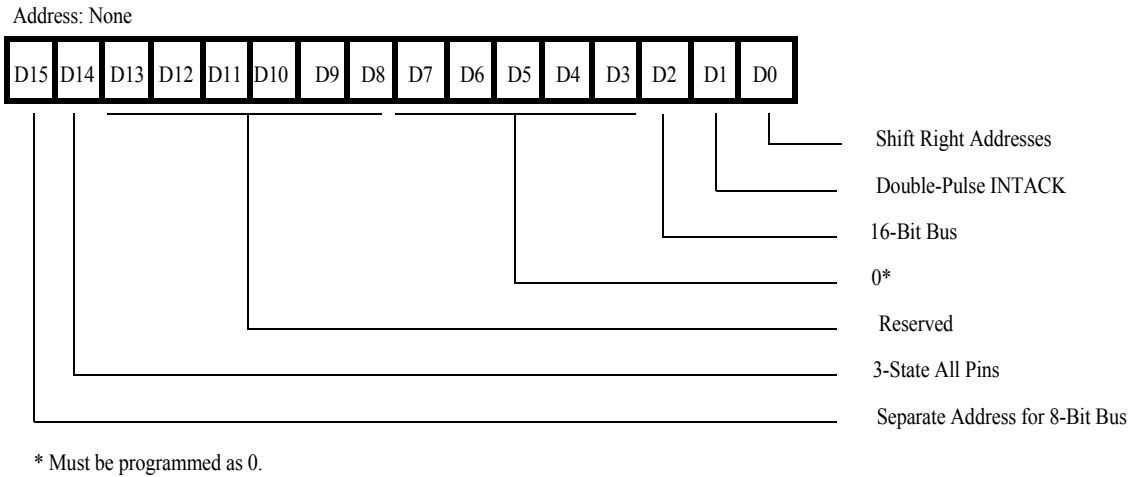 Address: None
D15 D14 D13 D12 D11 D10 D9 D8 D7 D6 D5 D4 D3 D2 D1 D0
Shift Right Addresses
Double-Pulse INTACK
16-Bit Bus
0*
Reserved
3-State All Pins
Separate Address for 8-Bit Bus
* Must be programmed as 0.